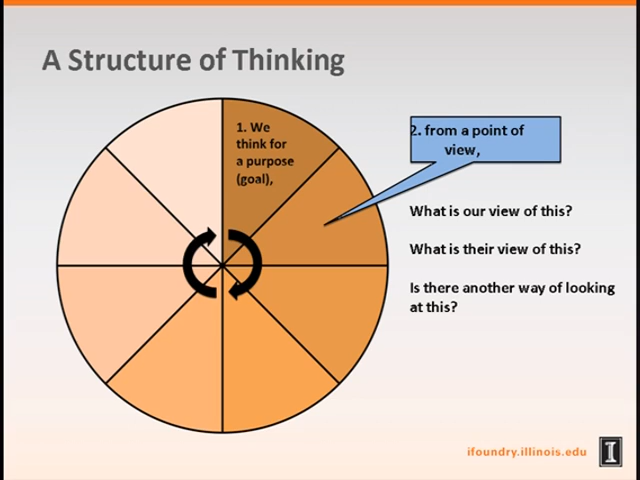 A Structure of Thinking
1. We
think for
a purpose
(goal),
2. from a point of
view,
What is our view of this?
What is their view of this?
Is there another way of looking
at this?
ifoundry.illinois.edu
I